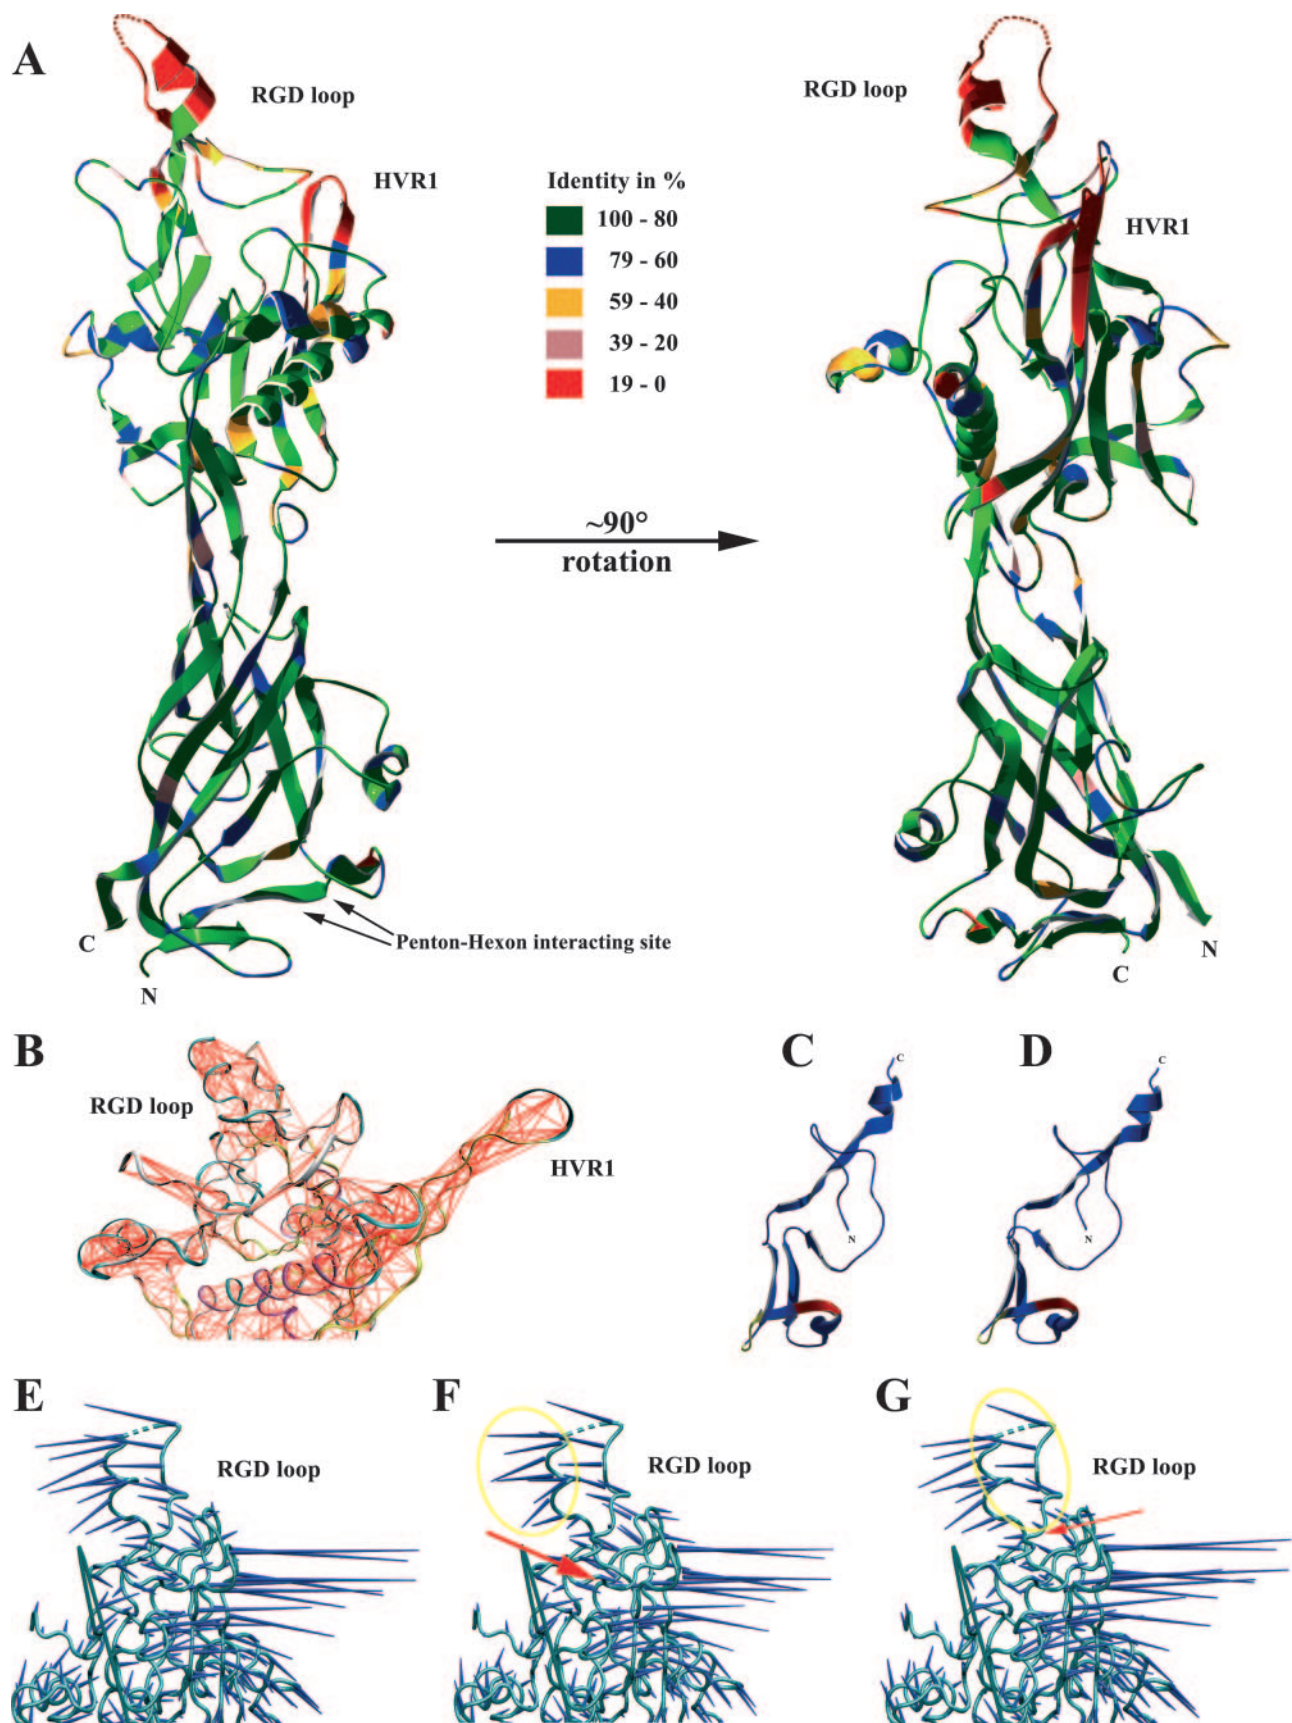 A
RGD loop
HVR1
Identity in %
100 - 80
79 - 60
59 - 40
39 - 20
19 - 0
RGD loop
HVR1
~90°
rotation
Penton-Hexon interacting site
C
N
C
N
B
RGD loop
HVR1
C
C
N
D
C
N
E
RGD loop
F
RGD loop
G
RGD loop